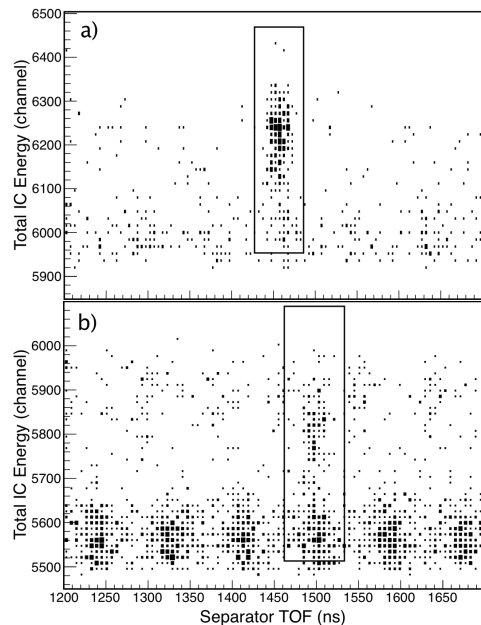 a)
6500
6400
6300
6200
6100
6000
5900
Total IC Energy (channel)
b)
6000
5900
5800
5700
5600
5500
Total IC Energy (channel)
1200 1250 1300 1350 1400 1450 1500 1550 1600 1650
Separator TOF (ns)